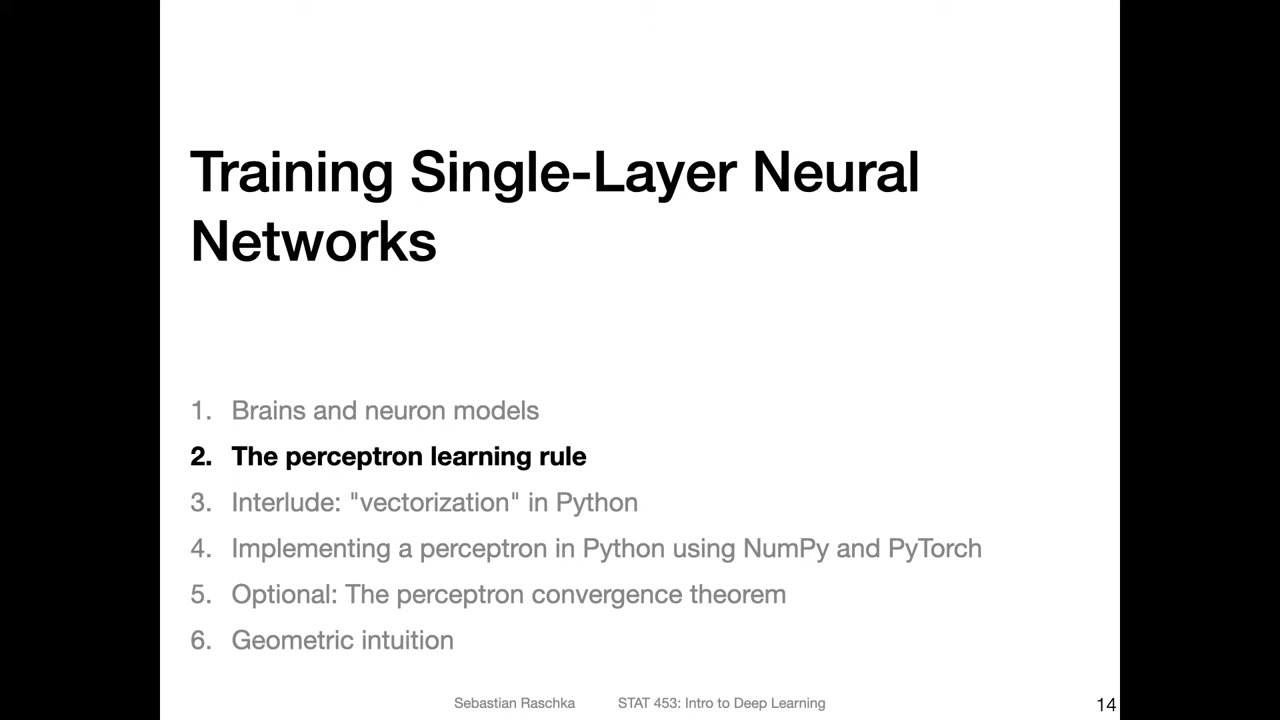 Training Single-Layer Neural
Networks
1. Brains and neuron models
2. The perceptron learning rule
3. Interlude: "vectorization" in Python
4. Implementing a perceptron in Python using NumPy and PyTorch
5. Optional: The perceptron convergence theorem
6. Geometric intuition
Sebastian Raschka STAT 453: Intro to Deep Learning 14